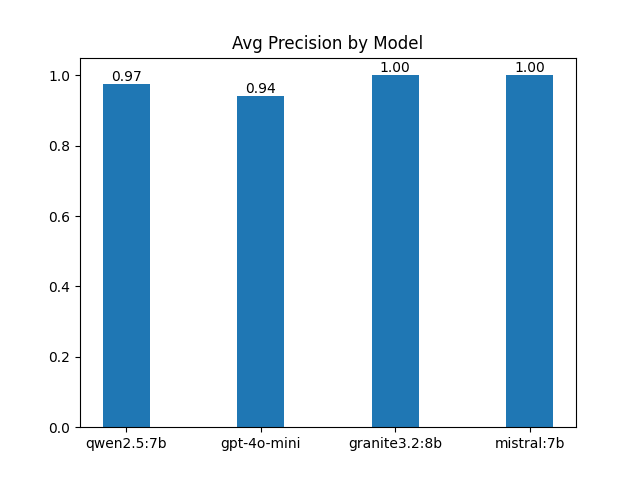 Avg Precision by Model
1.0
0.8
0.6
0.4
0.2
0.0
0.97
0.94
1.00
1.00
qwen2.5:7b
gpt-4o-mini
granite3.2:8b
mistral:7b